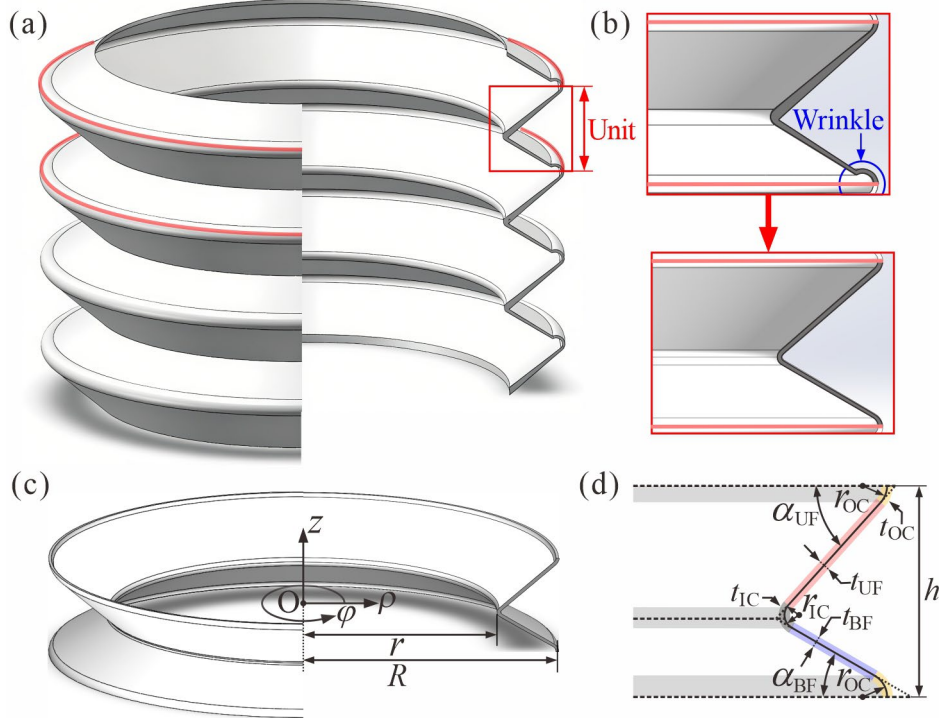 (a)
Unit
(b)
Wrinkle
(c)
z
O
ρ
φ
r
R
(d)
r_OC
α_UF
t_OC
t_UF
h
t_IC
r_IC
t_BF
α_BF
r_OC